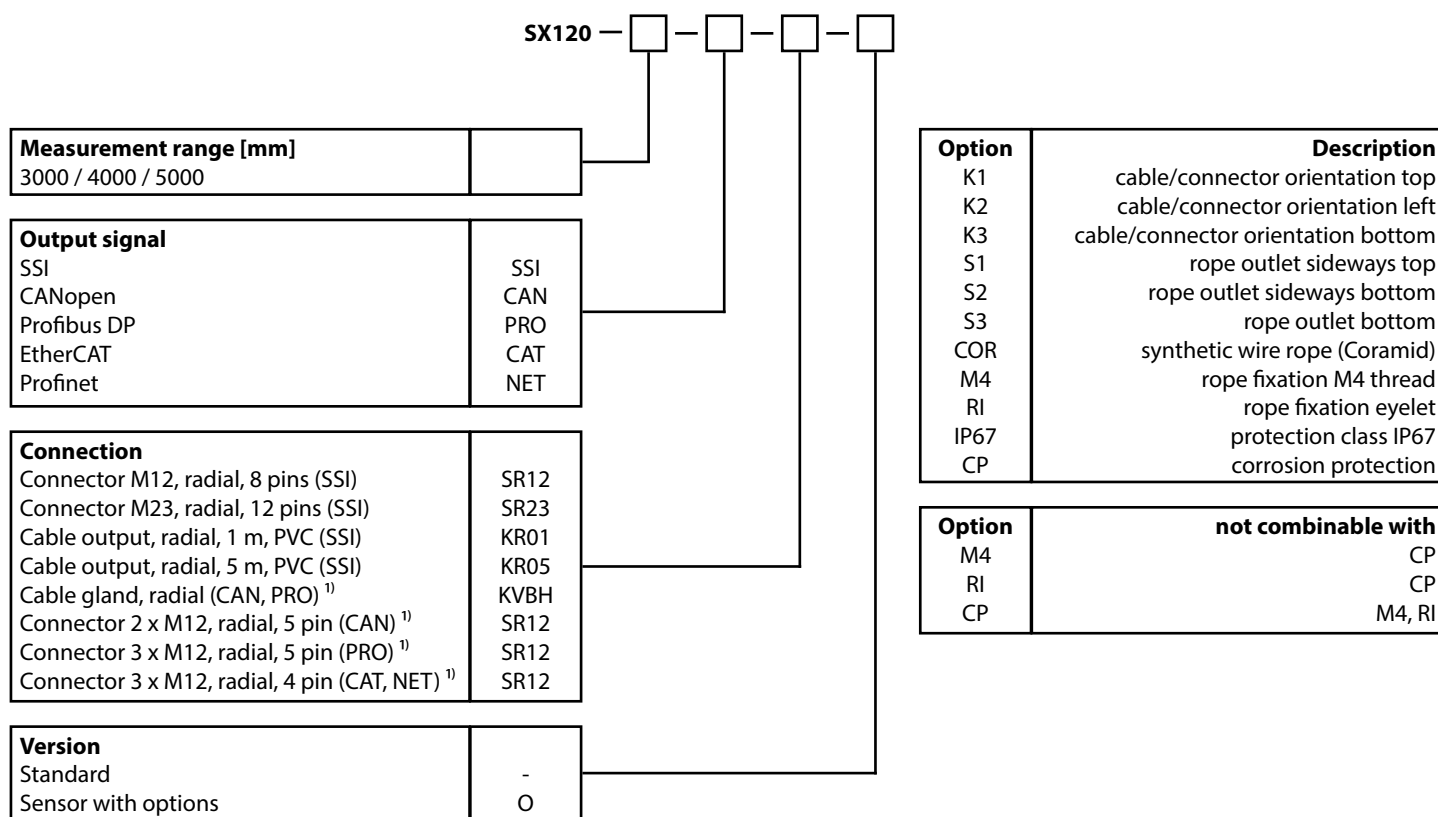 SX120 — — — —
Measurement range [mm]
3000 / 4000 / 5000
Output signal
SSI SSI
CANopen CAN
Profibus DP PRO
EtherCAT CAT
Profinet NET
Connection
Connector M12, radial, 8 pins (SSI) SR12
Connector M23, radial, 12 pins (SSI) SR23
Cable output, radial, 1 m, PVC (SSI) KR01
Cable output, radial, 5 m, PVC (SSI) KR05
Cable gland, radial (CAN, PRO) ¹⁾ KVBH
Connector 2 x M12, radial, 5 pin (CAN) ¹⁾ SR12
Connector 3 x M12, radial, 5 pin (PRO) ¹⁾ SR12
Connector 3 x M12, radial, 4 pin (CAT, NET) ¹⁾ SR12
Version
Standard -
Sensor with options O
Option Description
K1 cable/connector orientation top
K2 cable/connector orientation left
K3 cable/connector orientation bottom
S1 rope outlet sideways top
S2 rope outlet sideways bottom
S3 rope outlet bottom
COR synthetic wire rope (Coramid)
M4 rope fixation M4 thread
RI rope fixation eyelet
IP67 protection class IP67
CP corrosion protection
Option not combinable with
M4 CP
RI CP
CP M4, RI